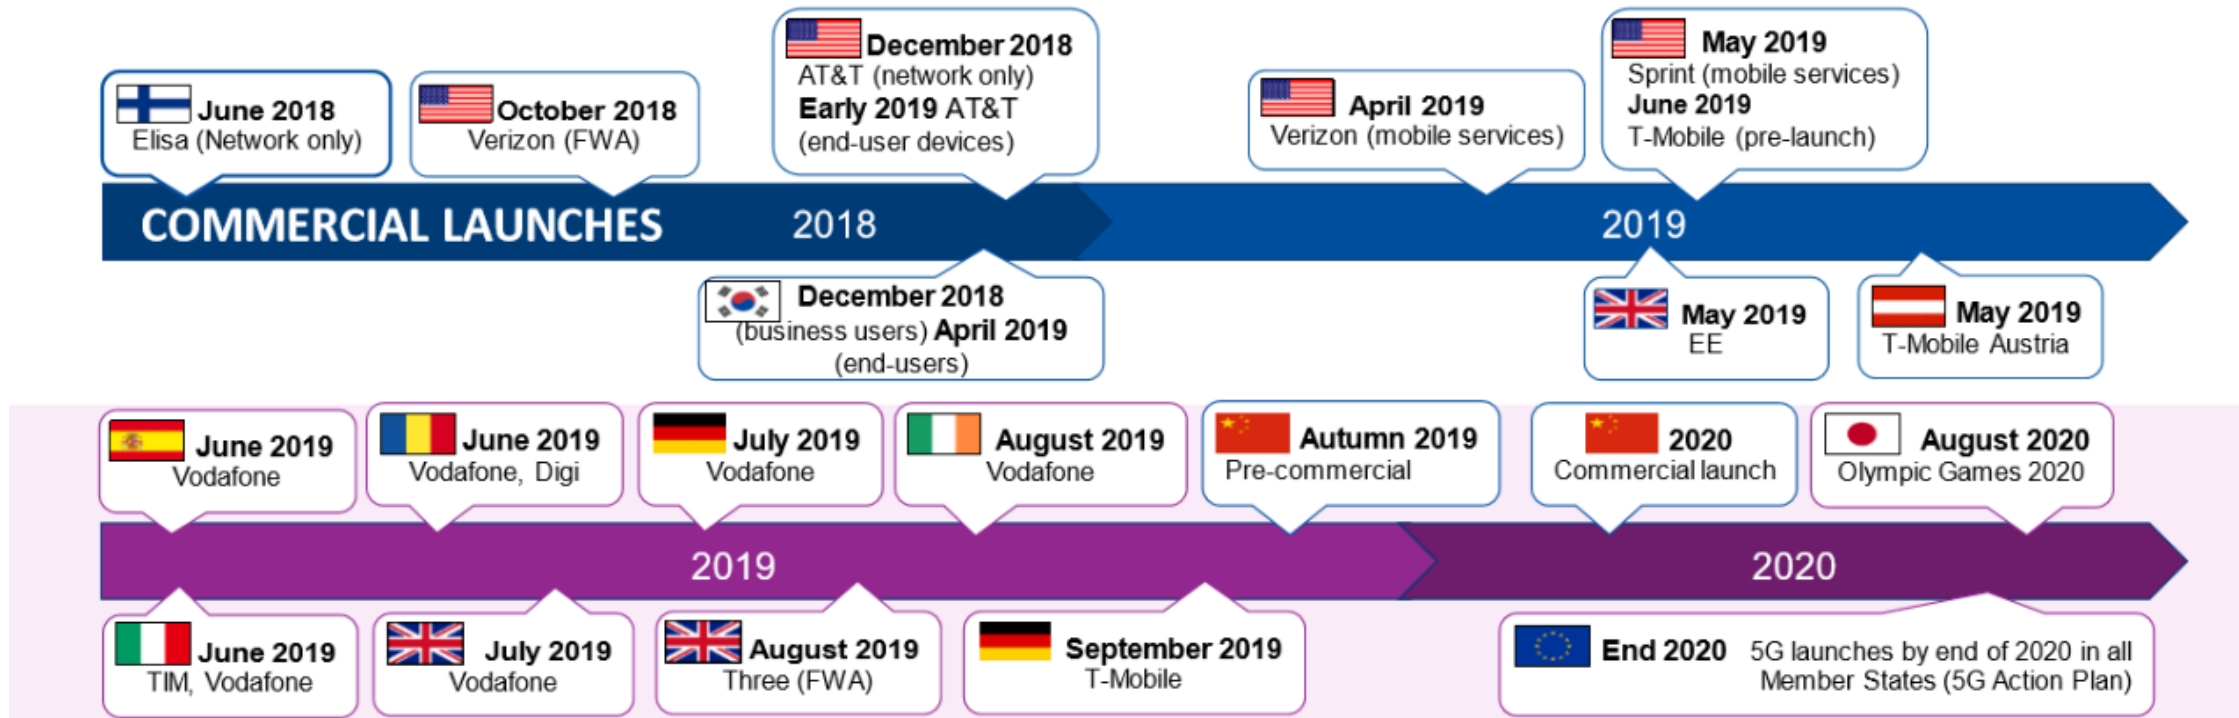 June 2018
Elisa (Network only)
October 2018
Verizon (FWA)
December 2018
AT&T (network only)
Early 2019 AT&T
(end-user devices)
April 2019
Verizon (mobile services)
May 2019
Sprint (mobile services)
June 2019
T-Mobile (pre-launch)
COMMERCIAL LAUNCHES
2018
2019
December 2018
(business users) April 2019
(end-users)
May 2019
EE
May 2019
T-Mobile Austria
June 2019
Vodafone
June 2019
Vodafone, Digi
July 2019
Vodafone
August 2019
Vodafone
Autumn 2019
Pre-commercial
2020
Commercial launch
August 2020
Olympic Games 2020
2019
2020
June 2019
TIM, Vodafone
July 2019
Vodafone
August 2019
Three (FWA)
September 2019
T-Mobile
End 2020 5G launches by end of 2020 in all
Member States (5G Action Plan)